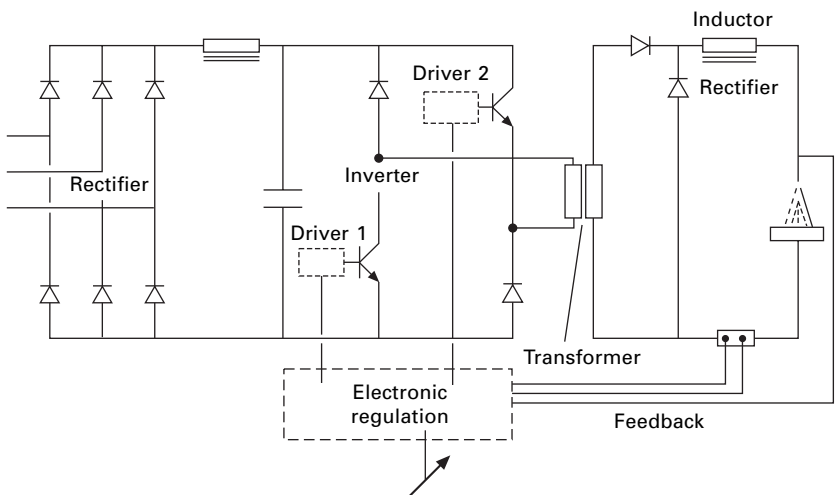 Inductor
Driver 2
Rectifier
Rectifier
Inverter
Driver 1
Transformer
Electronic
regulation
Feedback